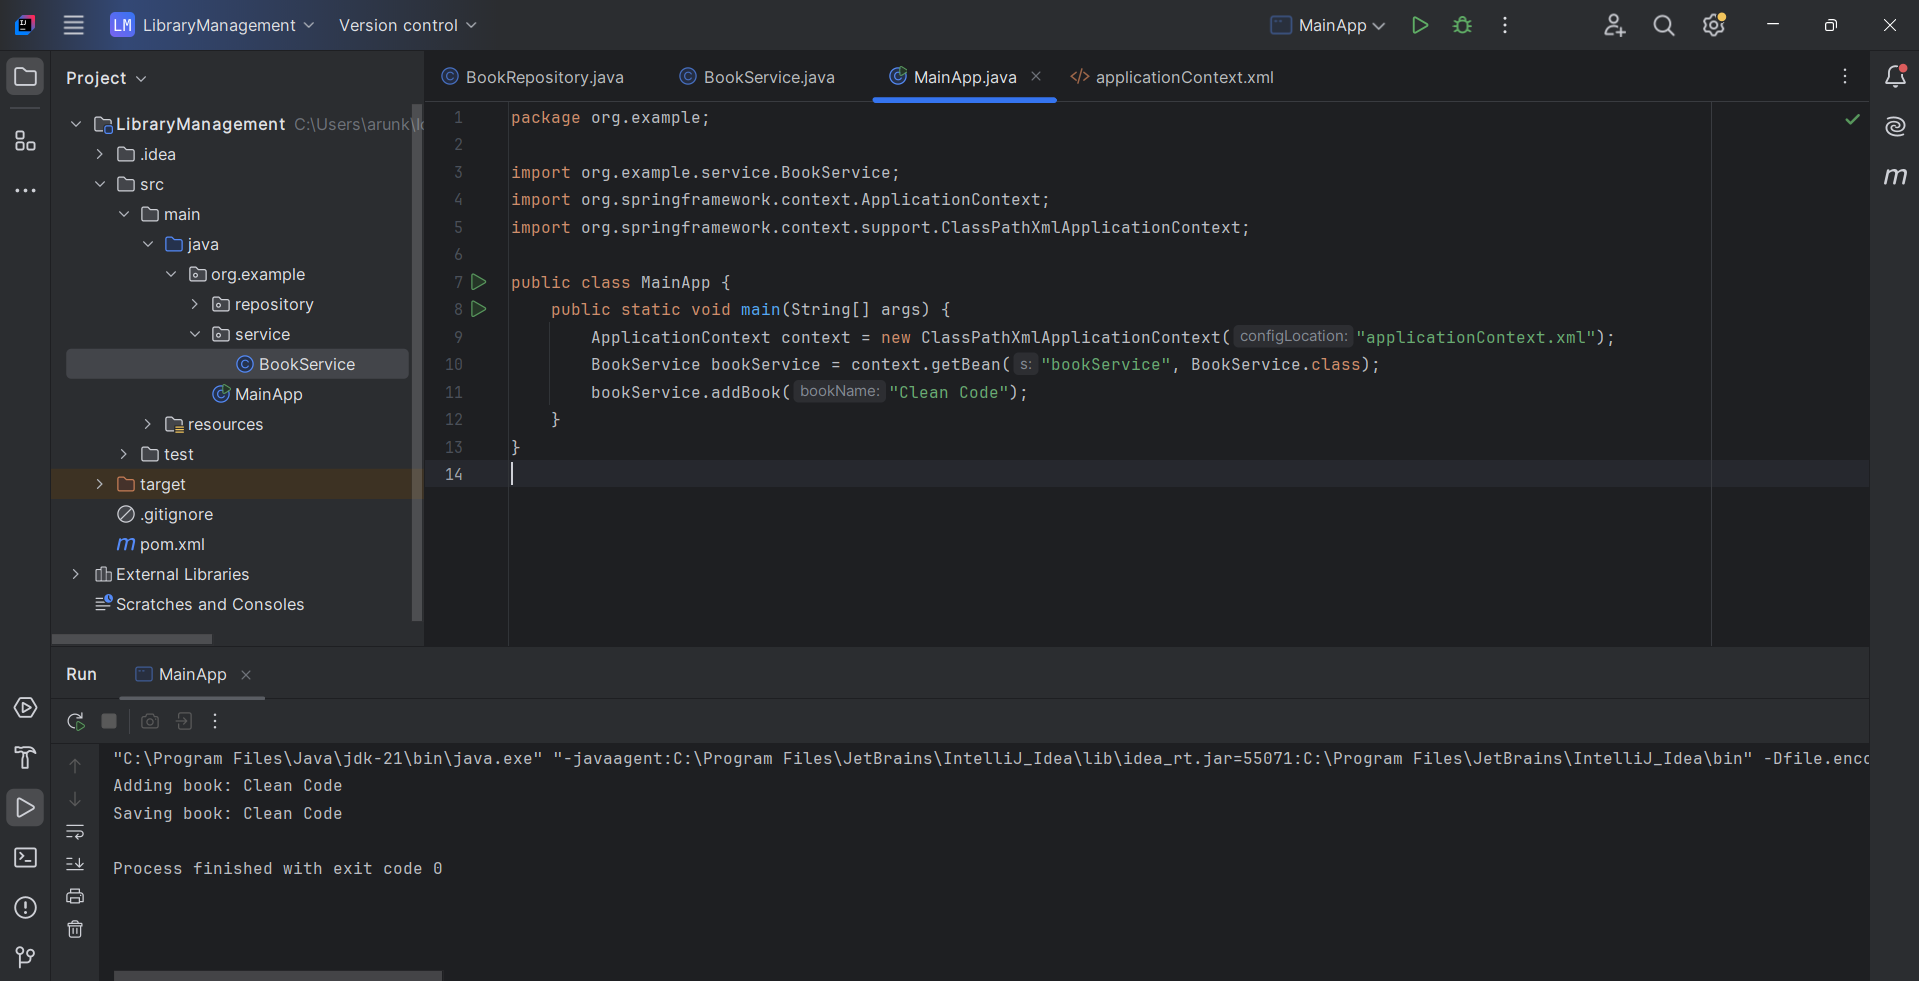 LM LibraryManagement Version control MainApp
Project
BookRepository.java BookService.java MainApp.java applicationContext.xml
LibraryManagement C:\Users\arunk\
.idea
src
main
java
org.example
repository
service
BookService
MainApp
resources
test
target
.gitignore
pom.xml
External Libraries
Scratches and Consoles
1 package org.example;
2
3 import org.example.service.BookService;
4 import org.springframework.context.ApplicationContext;
5 import org.springframework.context.support.ClassPathXmlApplicationContext;
6
7 public class MainApp {
8 public static void main(String[] args) {
9 ApplicationContext context = new ClassPathXmlApplicationContext( configLocation: "applicationContext.xml");
10 BookService bookService = context.getBean( s: "bookService", BookService.class);
11 bookService.addBook( bookName: "Clean Code");
12 }
13 }
14
Run MainApp
"C:\Program Files\Java\jdk-21\bin\java.exe" "-javaagent:C:\Program Files\JetBrains\IntelliJ_Idea\lib\idea_rt.jar=55071:C:\Program Files\JetBrains\IntelliJ_Idea\bin" -Dfile.enco
Adding book: Clean Code
Saving book: Clean Code
Process finished with exit code 0